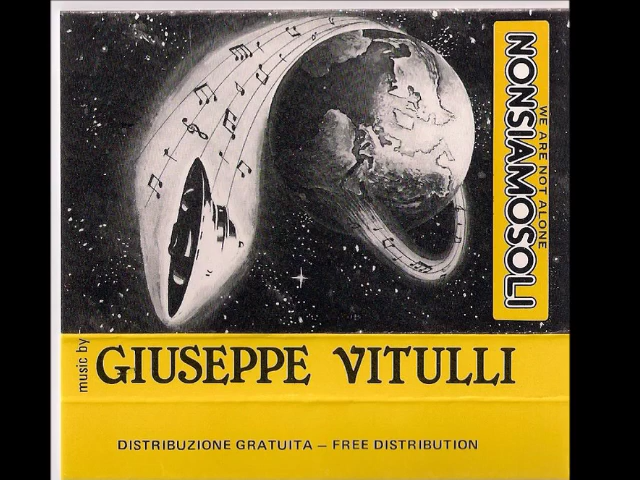 WE ARE NOT ALONE
NONSIAMOSOLI
music by
GIUSEPPE VITULLI
DISTRIBUZIONE GRATUITA – FREE DISTRIBUTION